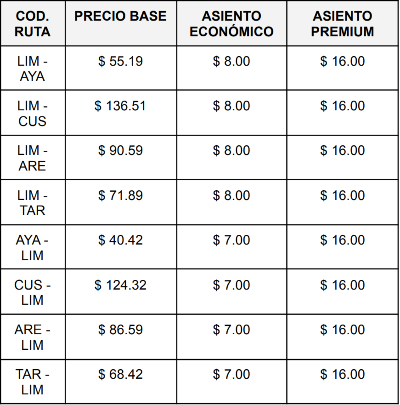 COD. RUTA PRECIO BASE ASIENTO ECONÓMICO ASIENTO PREMIUM
LIM - AYA $ 55.19 $ 8.00 $ 16.00
LIM - CUS $ 136.51 $ 8.00 $ 16.00
LIM - ARE $ 90.59 $ 8.00 $ 16.00
LIM - TAR $ 71.89 $ 8.00 $ 16.00
AYA - LIM $ 40.42 $ 7.00 $ 16.00
CUS - LIM $ 124.32 $ 7.00 $ 16.00
ARE - LIM $ 86.59 $ 7.00 $ 16.00
TAR - LIM $ 68.42 $ 7.00 $ 16.00